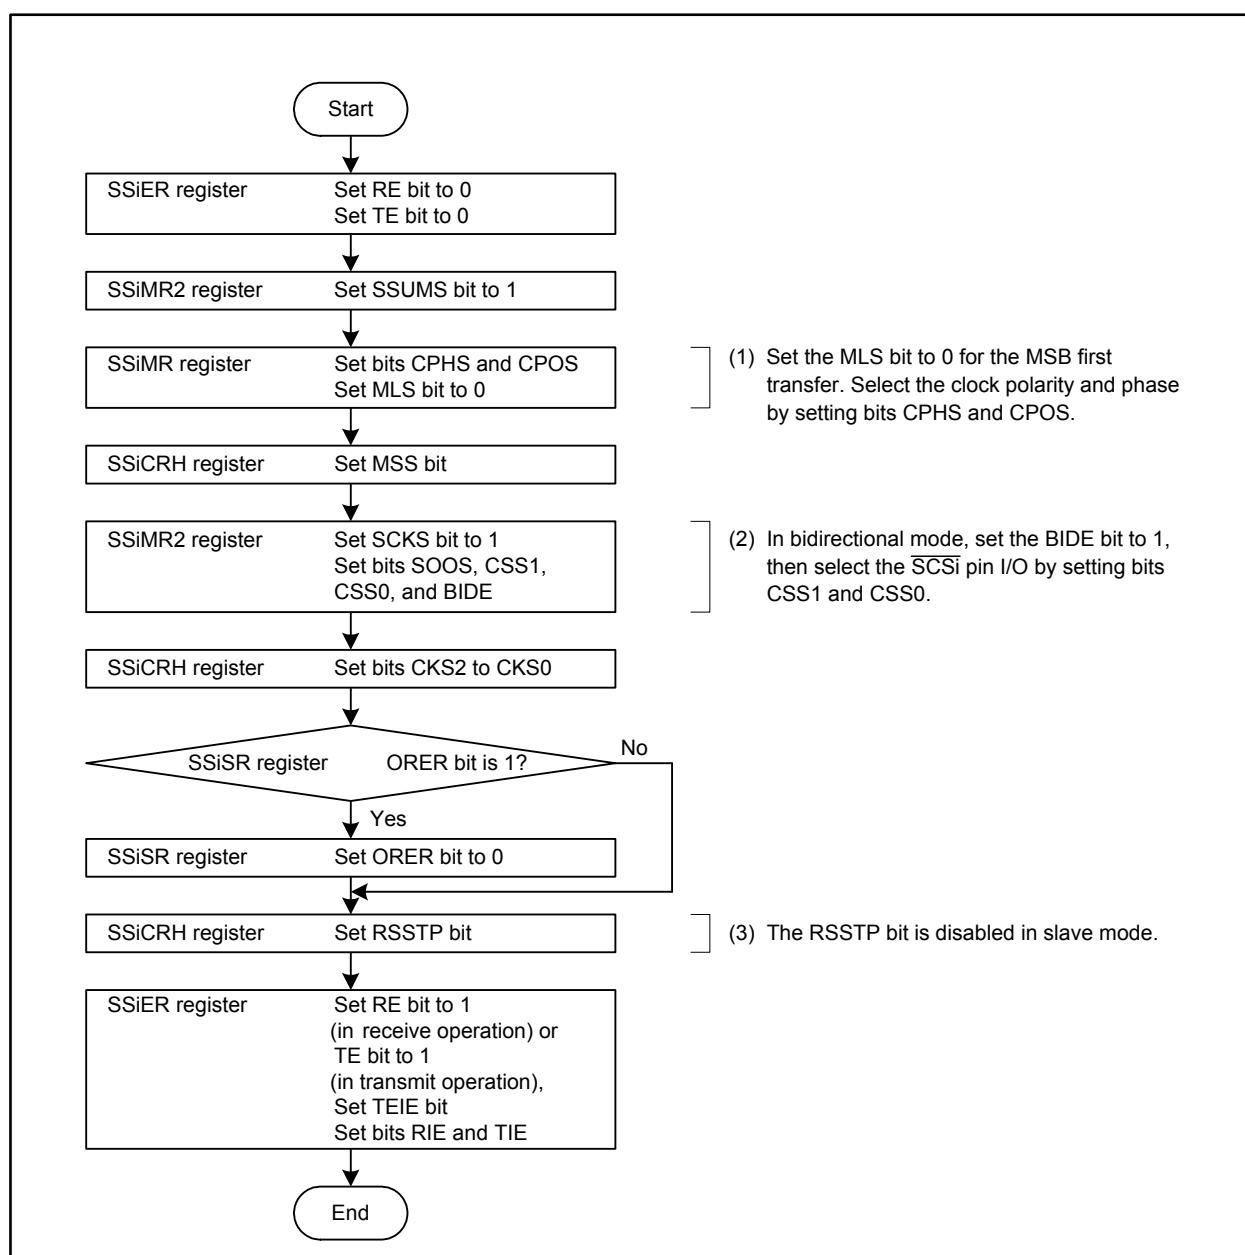 Start
SSiER register Set RE bit to 0
Set TE bit to 0
SSiMR2 register Set SSUMS bit to 1
SSiMR register Set bits CPHS and CPOS
Set MLS bit to 0
(1) Set the MLS bit to 0 for the MSB first
transfer. Select the clock polarity and phase
by setting bits CPHS and CPOS.
SSiCRH register Set MSS bit
SSiMR2 register Set SCKS bit to 1
Set bits SOOS, CSS1,
CSS0, and BIDE
(2) In bidirectional mode, set the BIDE bit to 1,
then select the S̅C̅S̅i̅ pin I/O by setting bits
CSS1 and CSS0.
SSiCRH register Set bits CKS2 to CKS0
SSiSR register ORER bit is 1?
No
Yes
SSiSR register Set ORER bit to 0
SSiCRH register Set RSSTP bit
(3) The RSSTP bit is disabled in slave mode.
SSiER register Set RE bit to 1
(in receive operation) or
TE bit to 1
(in transmit operation),
Set TEIE bit
Set bits RIE and TIE
End